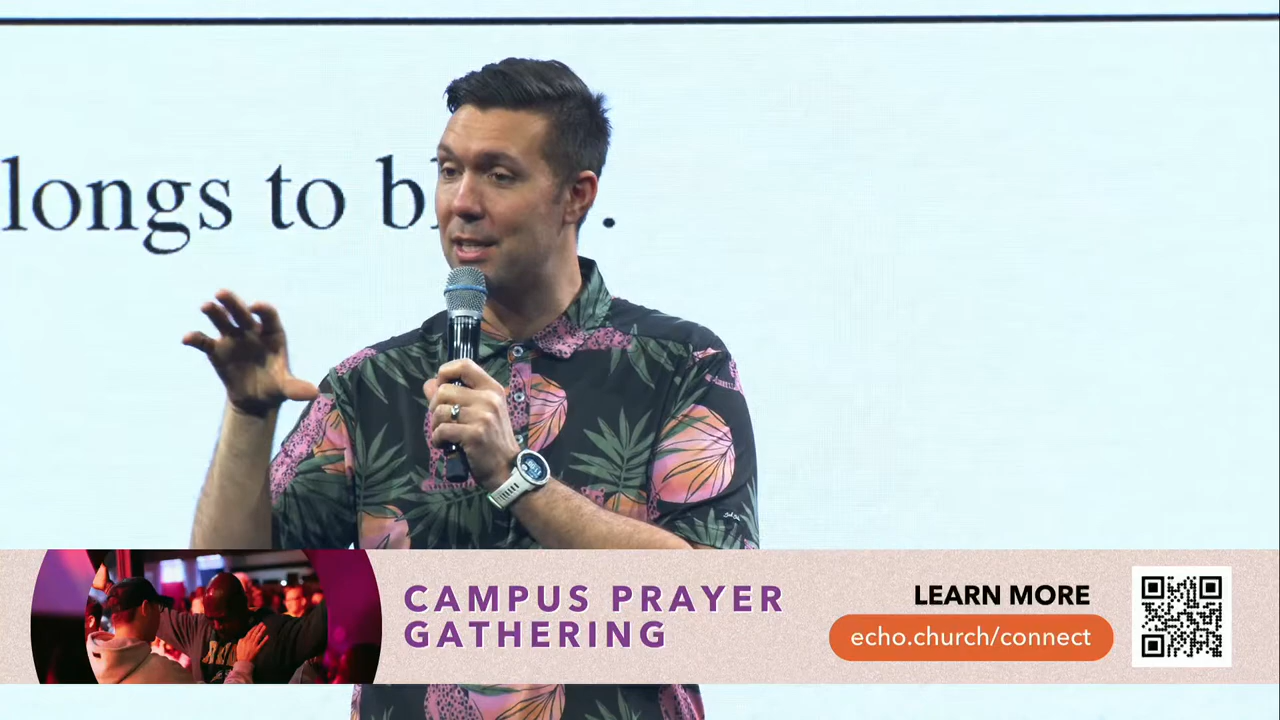 longs to b
.
CAMPUS PRAYER
GATHERING
LEARN MORE
echo.church/connect